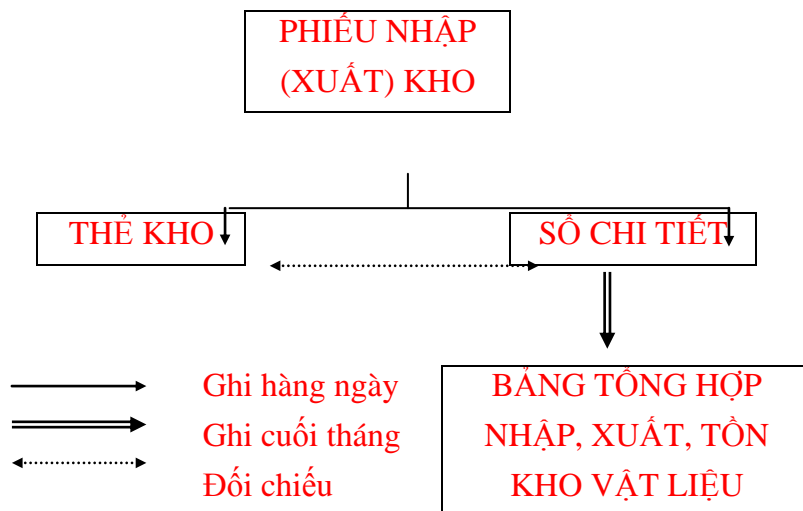 PHIẾU NHẬP
(XUẤT) KHO
THẺ KHO
SỔ CHI TIẾT
Ghi hàng ngày
Ghi cuối tháng
Đối chiếu
BẢNG TỔNG HỢP
NHẬP, XUẤT, TỒN
KHO VẬT LIỆU